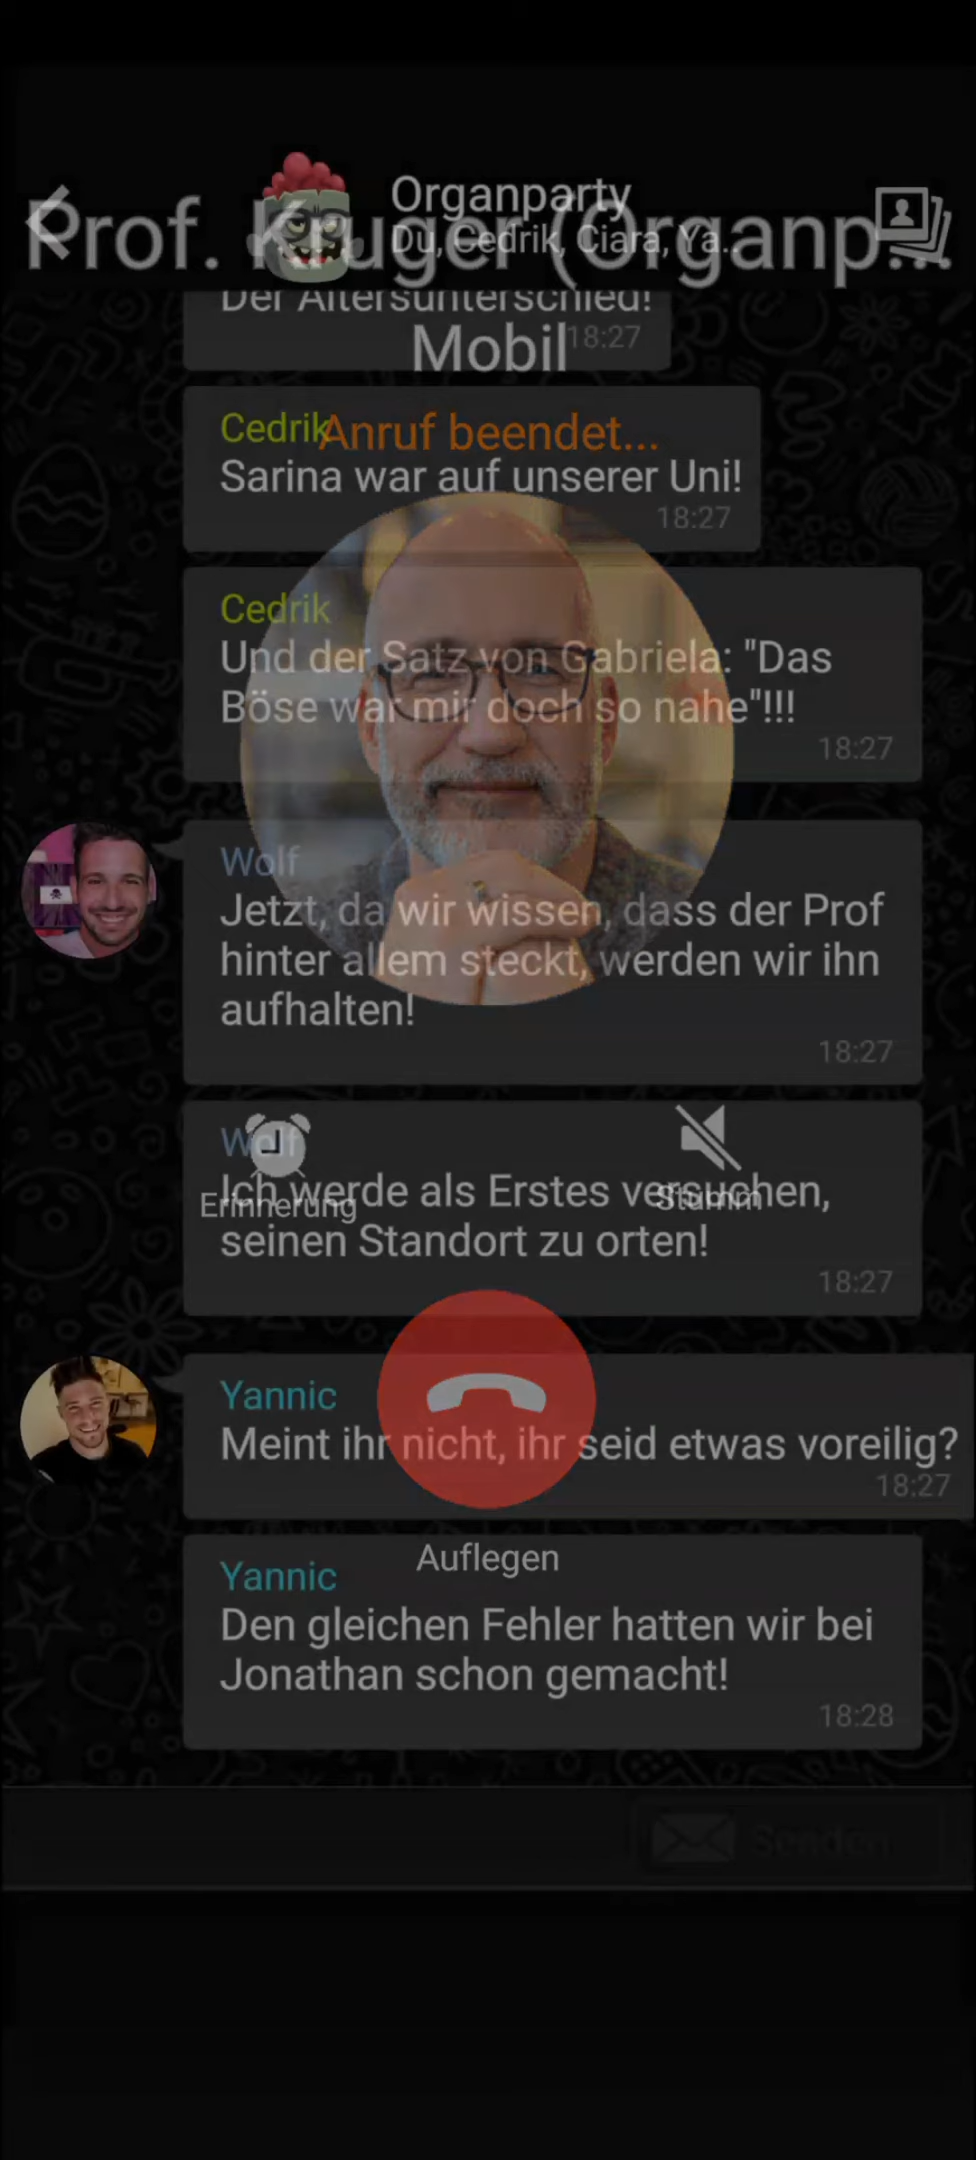 Organparty
Du, Cedrik, Ciara, Ya...
Prof. Kruger (Organp...
Der Altersunterschied!
18:27
Mobil
Anruf beendet...
Cedrik
Sarina war auf unserer Uni!
18:27
Cedrik
Und der Satz von Gabriela: "Das
Böse war mir doch so nahe"!!!
18:27
Wolf
Jetzt, da wir wissen, dass der Prof
hinter allem steckt, werden wir ihn
aufhalten!
18:27
Wolf
Ich werde als Erstes versuchen,
seinen Standort zu orten!
18:27
Erinnerung
Stumm
Yannic
Meint ihr nicht, ihr seid etwas voreilig?
18:27
Auflegen
Yannic
Den gleichen Fehler hatten wir bei
Jonathan schon gemacht!
18:28
Senden